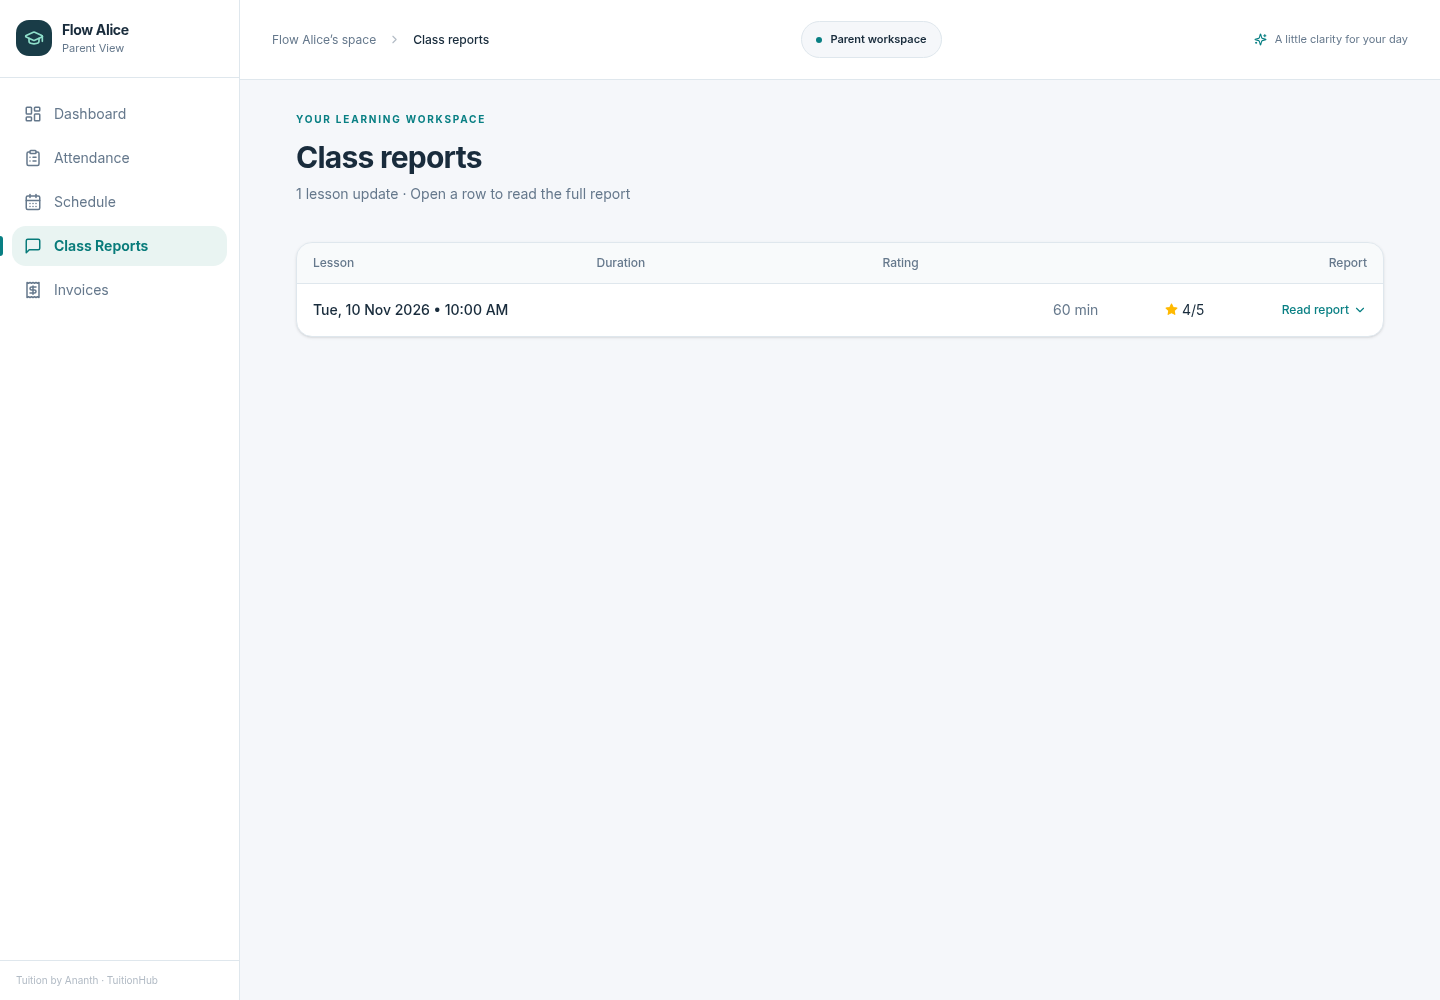 Flow Alice
Parent View
Dashboard
Attendance
Schedule
Class Reports
Invoices
Tuition by Ananth · TuitionHub
Flow Alice's space > Class reports
Parent workspace
A little clarity for your day
YOUR LEARNING WORKSPACE
Class reports
1 lesson update · Open a row to read the full report
Lesson Duration Rating Report
Tue, 10 Nov 2026 • 10:00 AM 60 min 4/5 Read report